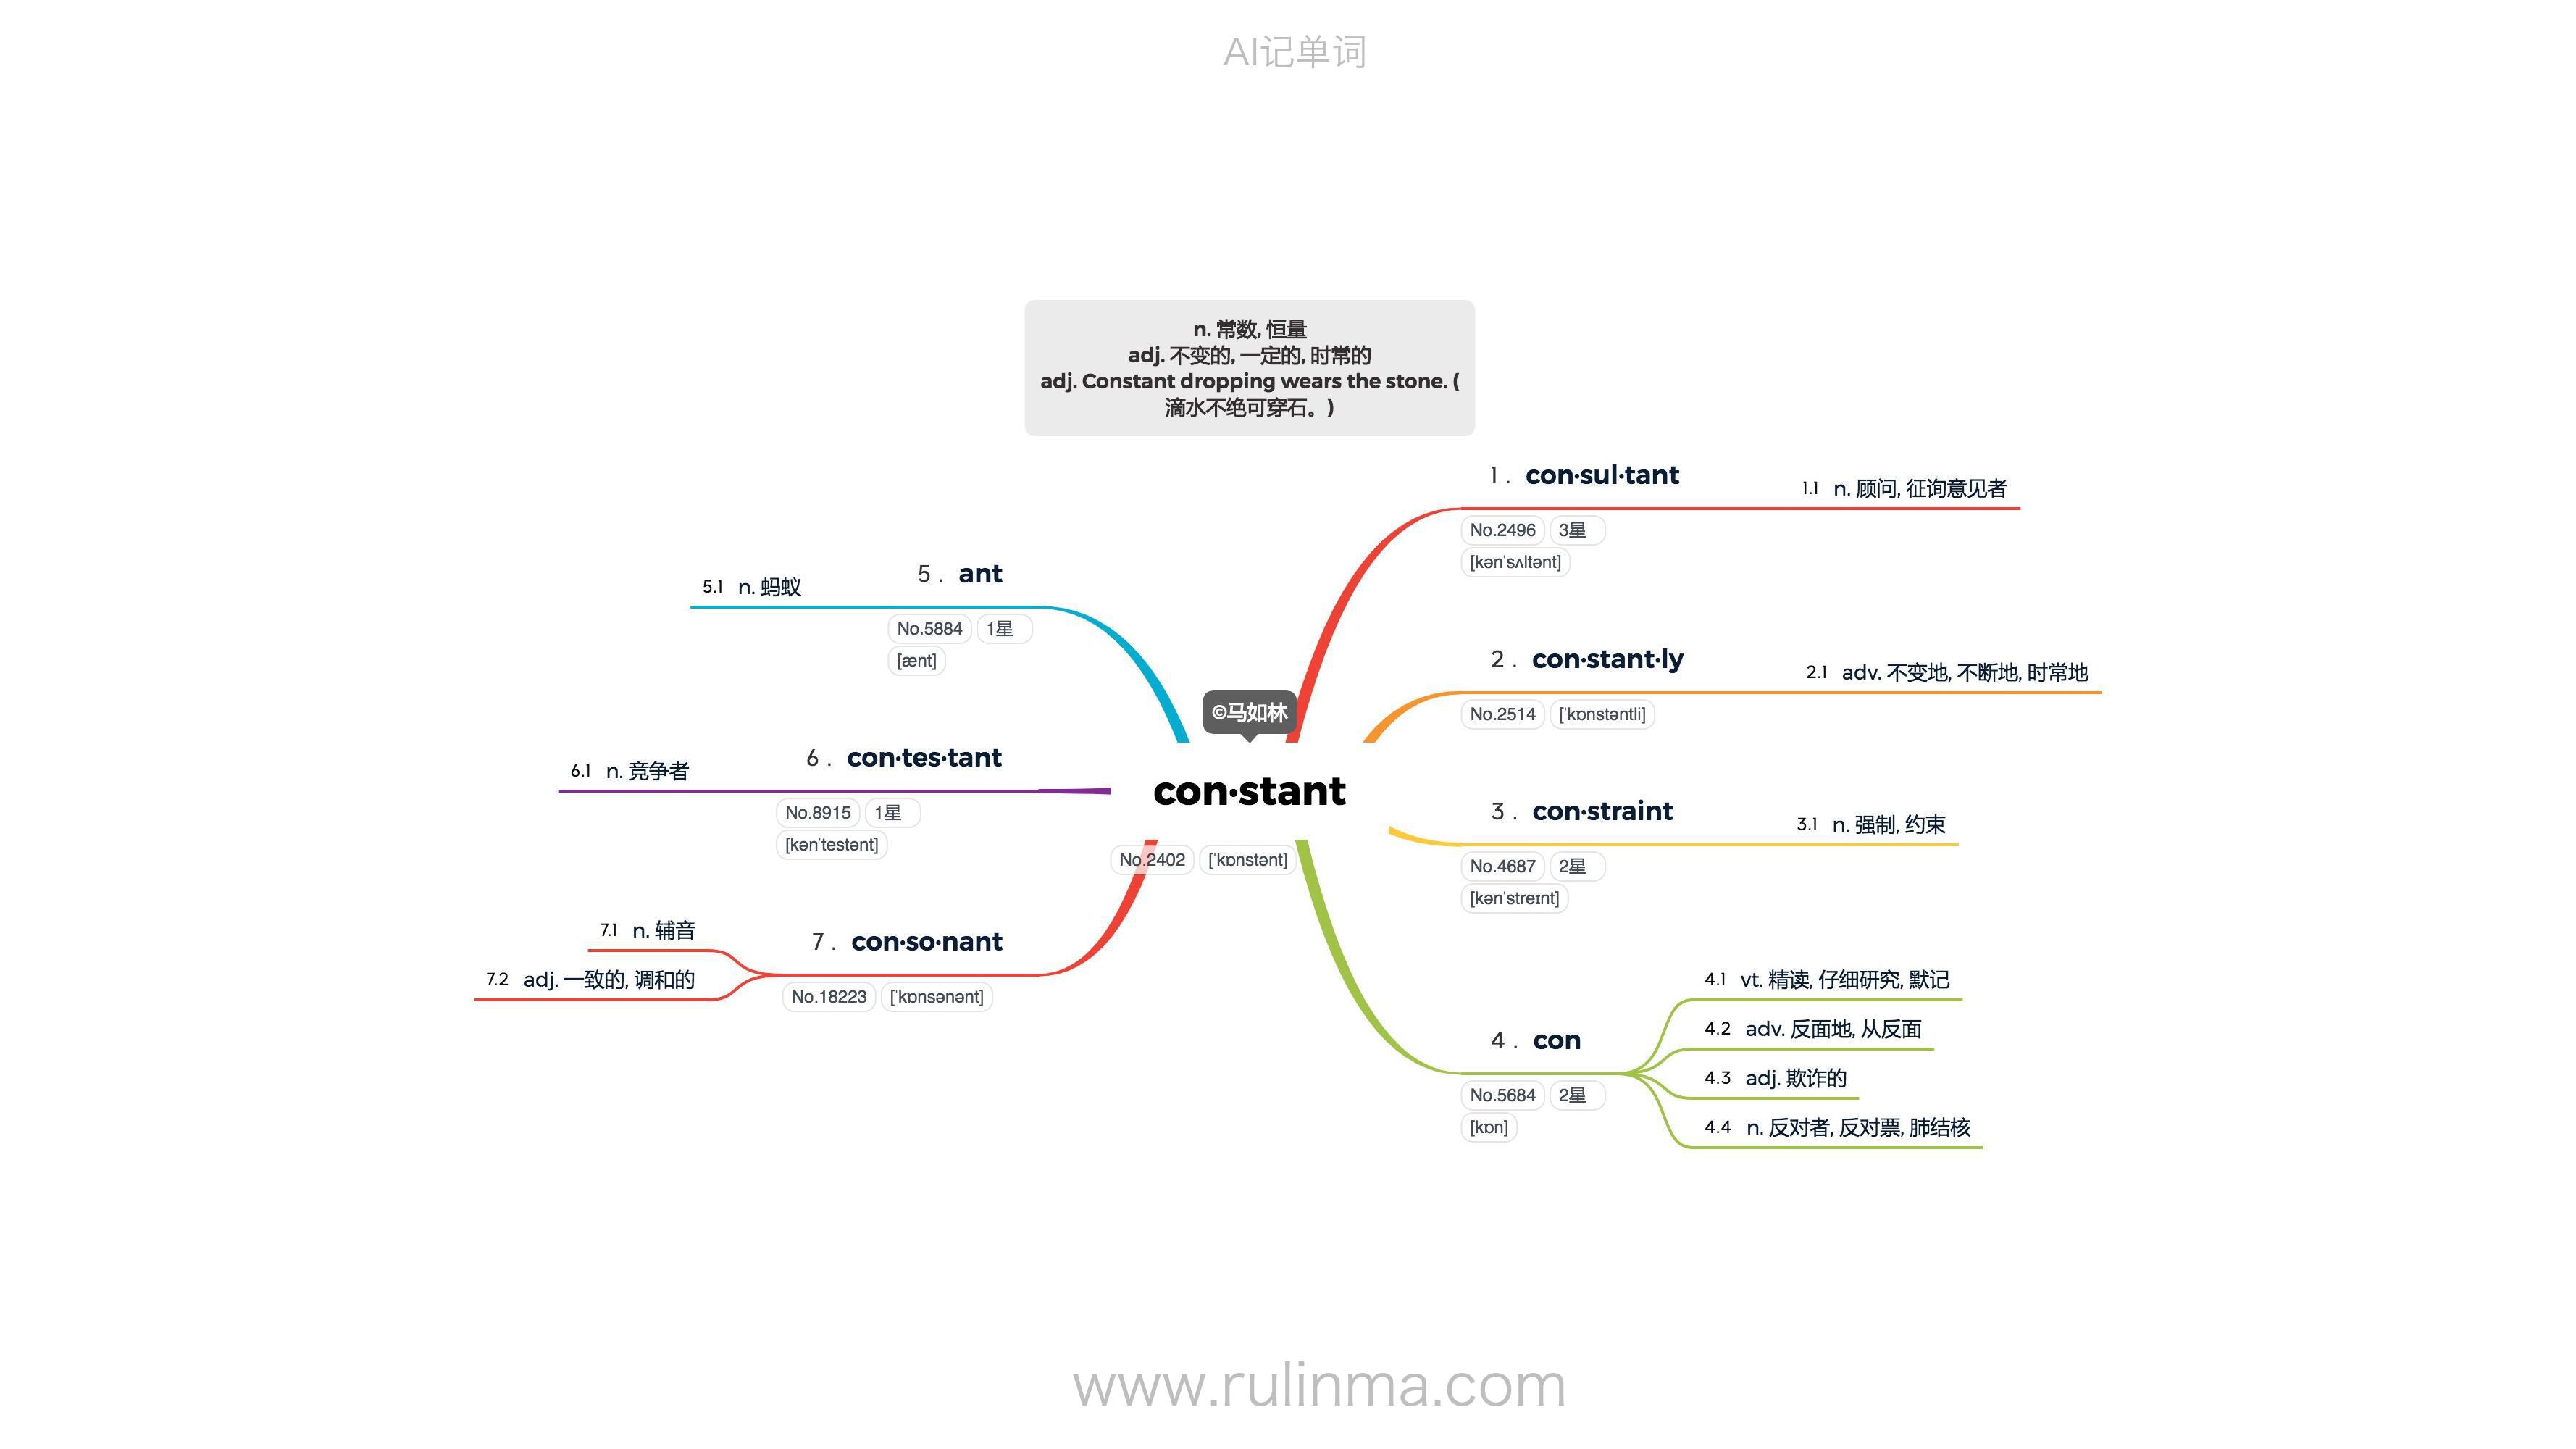 AI记单词
n. 常数, 恒量
adj. 不变的, 一定的, 时常的
adj. Constant dropping wears the stone. (
滴水不绝可穿石。)
©马如林
con·stant
No.2402 [ˈkɒnstənt]
1 . con·sul·tant
No.2496 3星
[kənˈsʌltənt]
1.1 n. 顾问, 征询意见者
2 . con·stant·ly
No.2514 [ˈkɒnstəntli]
2.1 adv. 不变地, 不断地, 时常地
3 . con·straint
No.4687 2星
[kənˈstreɪnt]
3.1 n. 强制, 约束
4 . con
No.5684 2星
[kɒn]
4.1 vt. 精读, 仔细研究, 默记
4.2 adv. 反面地, 从反面
4.3 adj. 欺诈的
4.4 n. 反对者, 反对票, 肺结核
5 . ant
No.5884 1星
[ænt]
5.1 n. 蚂蚁
6 . con·tes·tant
No.8915 1星
[kənˈtestənt]
6.1 n. 竞争者
7 . con·so·nant
No.18223 [ˈkɒnsənənt]
7.1 n. 辅音
7.2 adj. 一致的, 调和的
www.rulinma.com